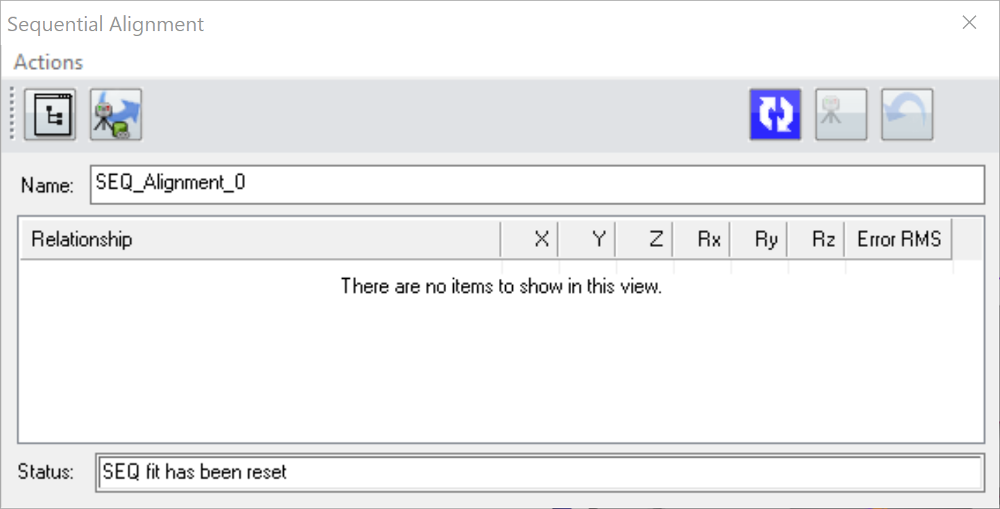 Sequential Alignment
Actions
Name: SEQ_Alignment_0
Relationship X Y Z Rx Ry Rz Error RMS
There are no items to show in this view.
Status: SEQ fit has been reset